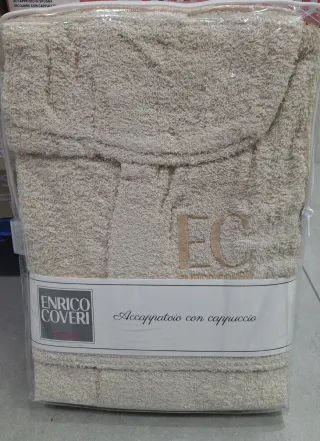 EC
ENRICO
COVERI
Accappatoio con cappuccio